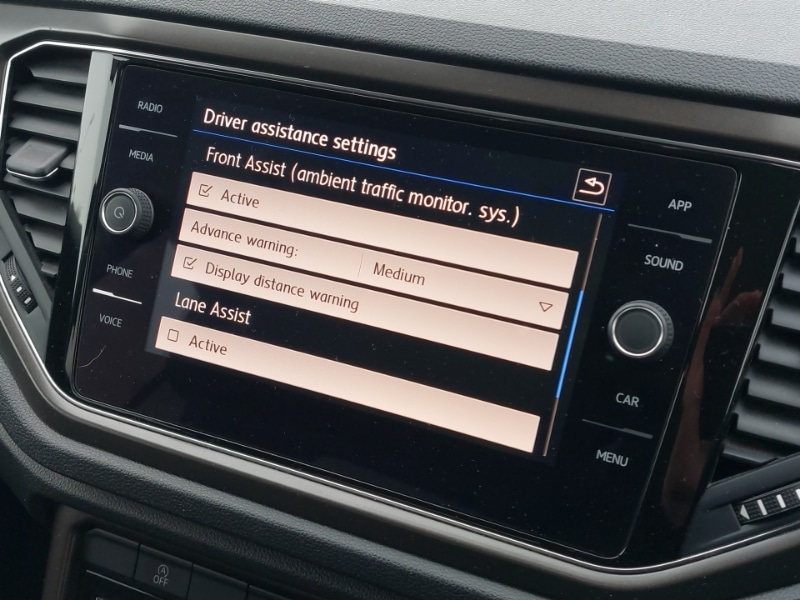 RADIO
MEDIA
PHONE
VOICE
Driver assistance settings
Front Assist (ambient traffic monitor. sys.)
Active
Advance warning: Medium
Display distance warning
Lane Assist
Active
APP
SOUND
CAR
MENU
A
OFF